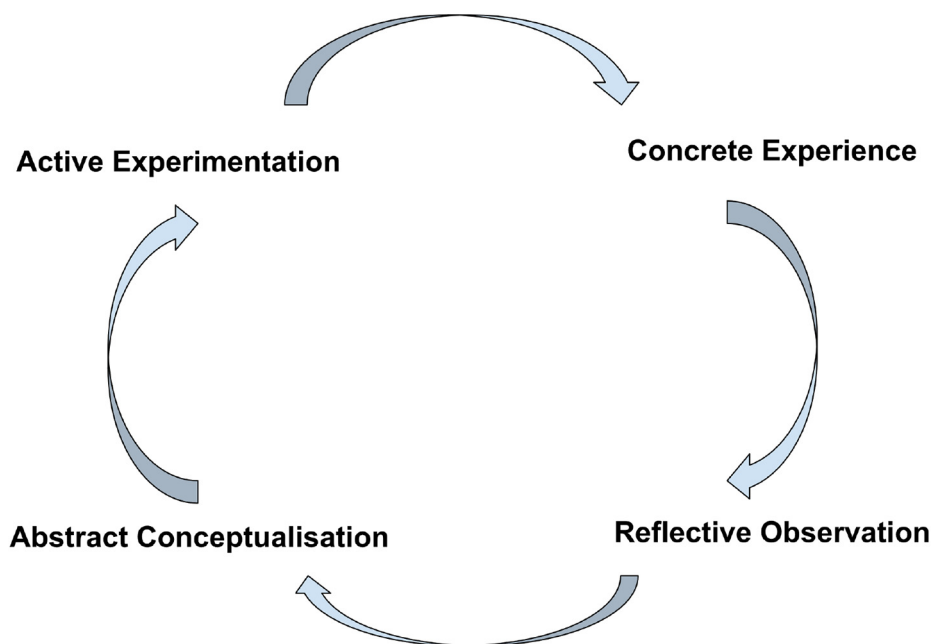 Active Experimentation
Concrete Experience
Abstract Conceptualisation
Reflective Observation